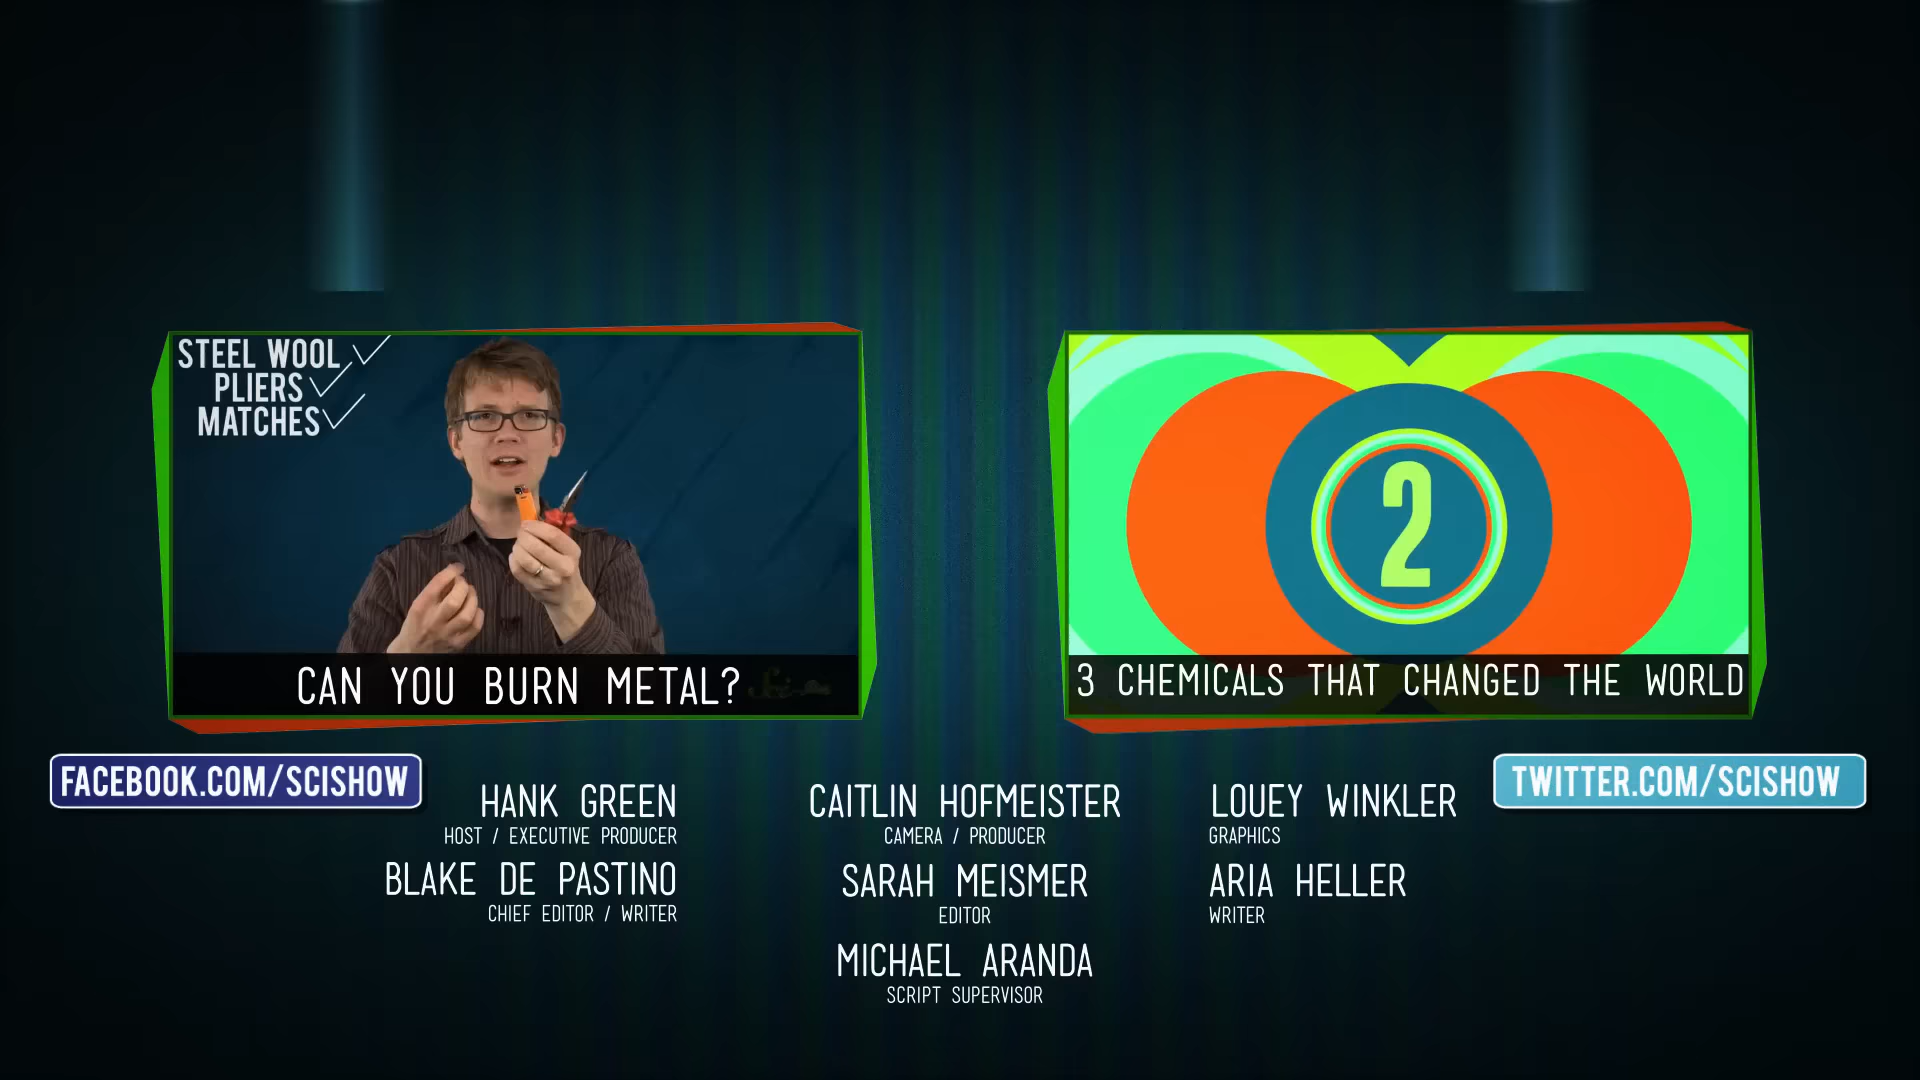 STEEL WOOL
PLIERS
MATCHES
CAN YOU BURN METAL?
2
3 CHEMICALS THAT CHANGED THE WORLD
FACEBOOK.COM/SCISHOW
TWITTER.COM/SCISHOW
HANK GREEN
HOST / EXECUTIVE PRODUCER
BLAKE DE PASTINO
CHIEF EDITOR / WRITER
CAITLIN HOFMEISTER
CAMERA / PRODUCER
SARAH MEISMER
EDITOR
MICHAEL ARANDA
SCRIPT SUPERVISOR
LOUEY WINKLER
GRAPHICS
ARIA HELLER
WRITER